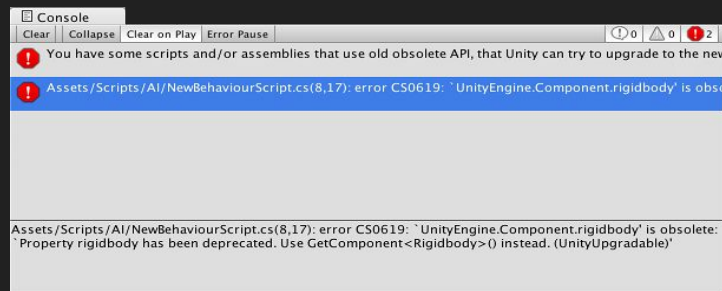 Console
Clear Collapse Clear on Play Error Pause 0 0 2
You have some scripts and/or assemblies that use old obsolete API, that Unity can try to upgrade to the new
Assets/Scripts/AI/NewBehaviourScript.cs(8,17): error CS0619: `UnityEngine.Component.rigidbody' is obso
Assets/Scripts/AI/NewBehaviourScript.cs(8,17): error CS0619: `UnityEngine.Component.rigidbody' is obsolete:
`Property rigidbody has been deprecated. Use GetComponent<Rigidbody>() instead. (UnityUpgradable)'